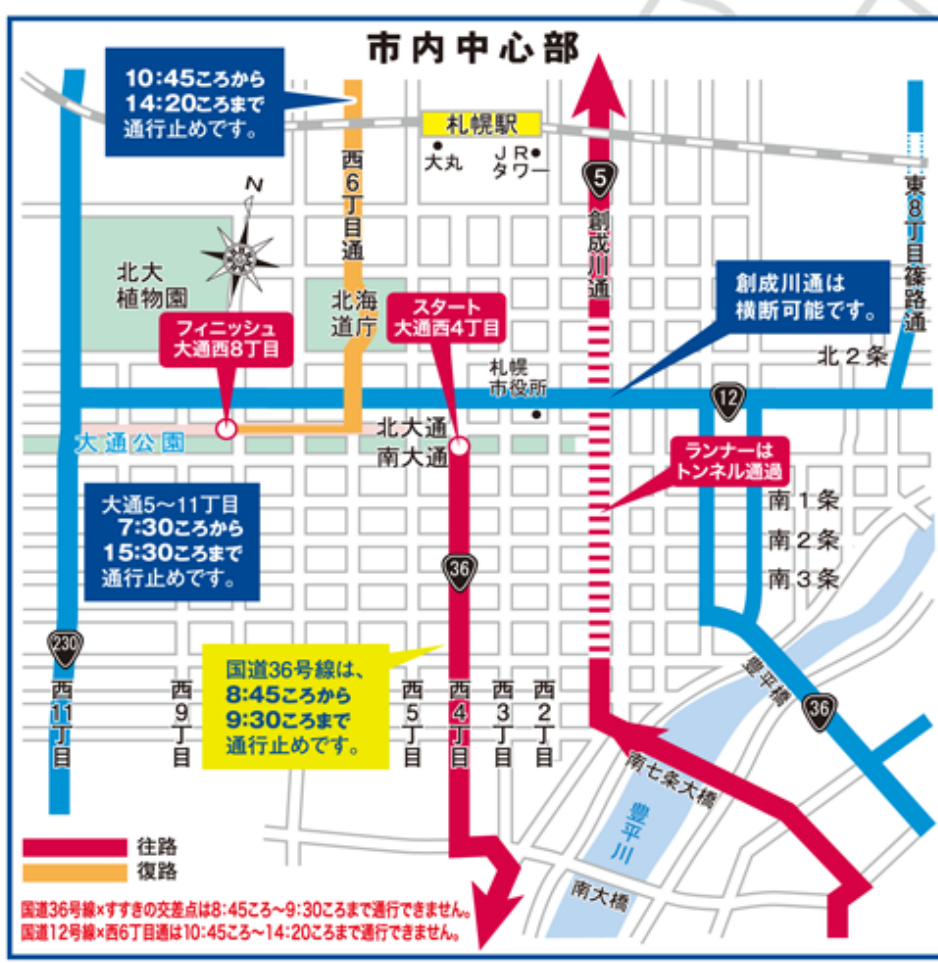 市内中心部
10:45ころから
14:20ころまで
通行止めです。
札幌駅
大丸
JR
タワー
西6丁目通
N
5
創成川通
東8丁目篠路通
北大
植物園
北海
道庁
フィニッシュ
大通西8丁目
スタート
大通西4丁目
創成川通は
横断可能です。
札幌
市役所
北2条
12
北大通
南大通
大通公園
ランナーは
トンネル通過
大通5～11丁目
7:30ころから
15:30ころまで
通行止めです。
南1条
南2条
南3条
36
230
国道36号線は、
8:45ころから
9:30ころまで
通行止めです。
西11丁目
西9丁目
西5丁目
西4丁目
西3丁目
西2丁目
豊平橋
36
南七条大橋
豊平川
南大橋
往路
復路
国道36号線×すすきの交差点は8:45ころ～9:30ころまで通行できません。
国道12号線×西6丁目通は10:45ころ～14:20ころまで通行できません。